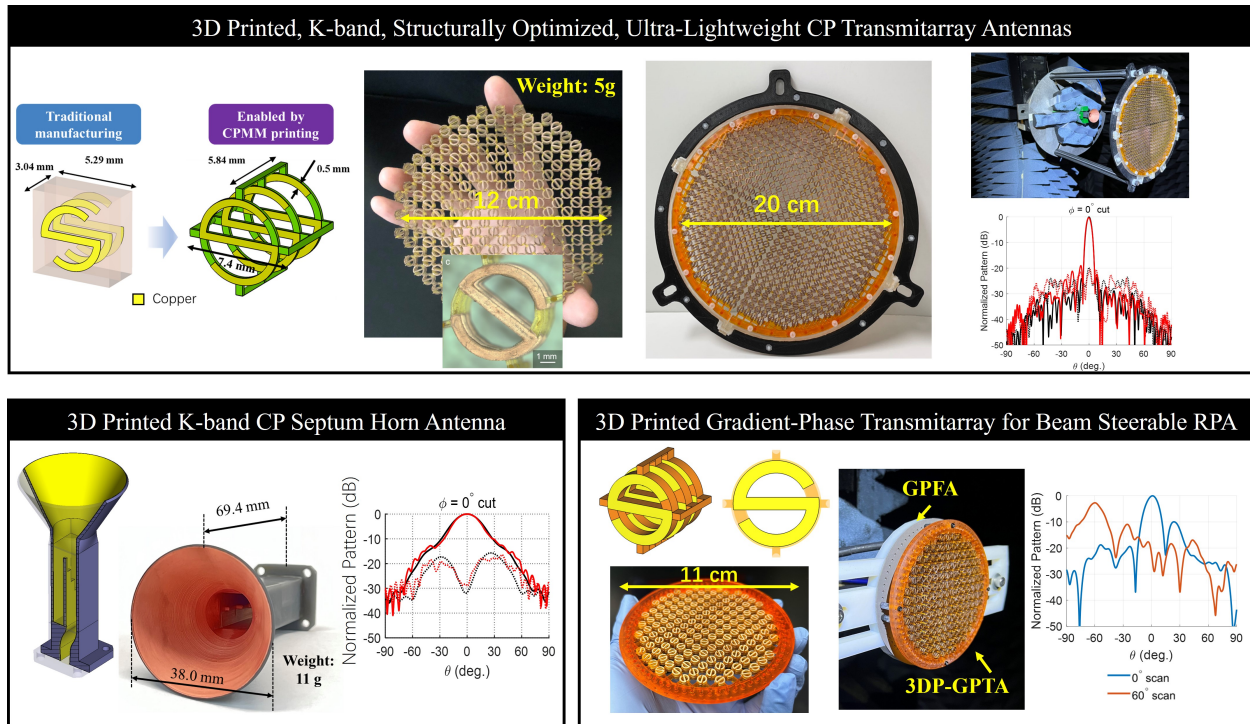 3D Printed, K-band, Structurally Optimized, Ultra-Lightweight CP Transmitarray Antennas
Traditional
manufacturing
Enabled by
CPMM printing
3.04 mm
5.29 mm
5.84 mm
0.5 mm
7.4 mm
Copper
Weight: 5g
12 cm
c
1 mm
20 cm
ϕ = 0° cut
Normalized Pattern (dB)
0
-10
-20
-30
-40
-50
-90 -60 -30 0 30 60 90
θ (deg.)
3D Printed K-band CP Septum Horn Antenna
69.4 mm
38.0 mm
Weight:
11 g
ϕ = 0° cut
Normalized Pattern (dB)
0
-10
-20
-30
-40
-50
-90 -60 -30 0 30 60 90
θ (deg.)
3D Printed Gradient-Phase Transmitarray for Beam Steerable RPA
11 cm
GPFA
3DP-GPTA
Normalized Pattern (dB)
0
-10
-20
-30
-40
-50
-90 -60 -30 0 30 60 90
θ (deg.)
0° scan
60° scan